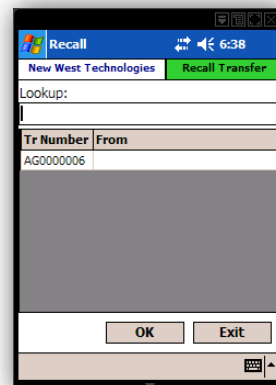 Recall 6:38
New West Technologies Recall Transfer
Lookup:
Tr Number From
AG0000006
OK Exit